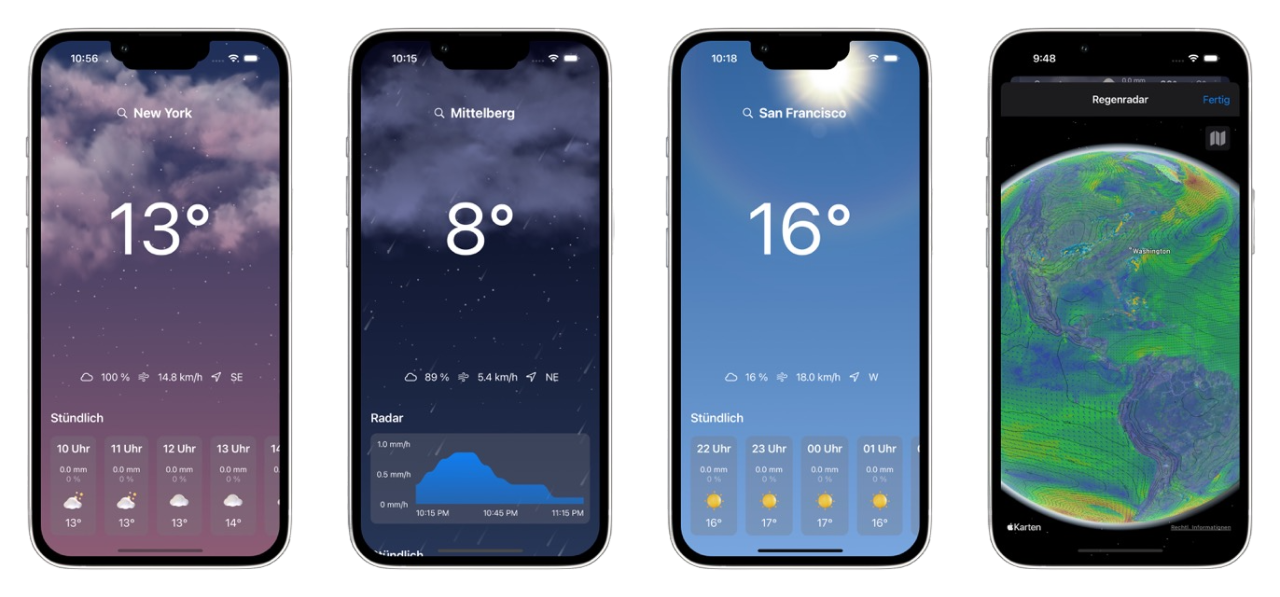 10:56
New York
13°
100 % 14.8 km/h SE
Stündlich
10 Uhr 11 Uhr 12 Uhr 13 Uhr 14
0.0 mm 0.0 mm 0.0 mm 0.0 mm 0.
0 % 0 % 0 % 0 %
13° 13° 13° 14°
10:15
Mittelberg
8°
89 % 5.4 km/h NE
Radar
1.0 mm/h
0.5 mm/h
0 mm/h
10:15 PM 10:45 PM 11:15 PM
Stündlich
10:18
San Francisco
16°
16 % 18.0 km/h W
Stündlich
22 Uhr 23 Uhr 00 Uhr 01 Uhr
0.0 mm 0.0 mm 0.0 mm 0.0 mm
0 % 0 % 0 % 0 %
16° 17° 17° 16°
9:48
0.0 mm
Regenradar Fertig
Washington
Karten Rechtl. Informationen